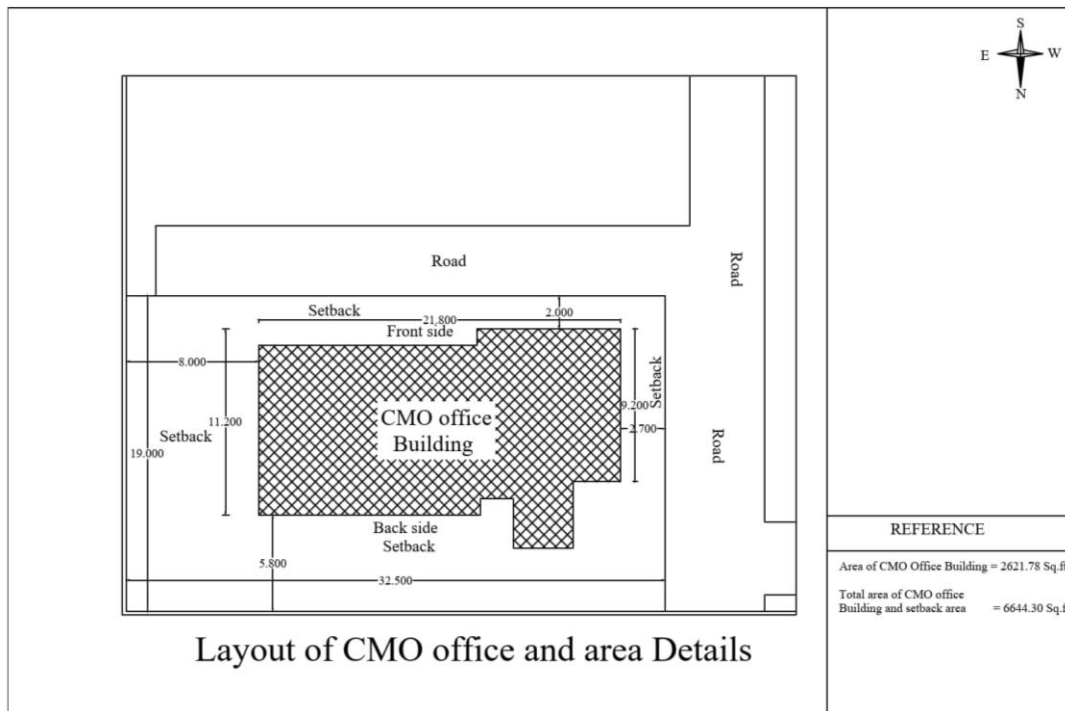 S
E W
N
Road
Road
Setback
21.800
2.000
Front side
8.000
11.200
Setback
19.000
CMO office
Building
9.200
Setback
2.700
Road
Back side
Setback
5.800
32.500
REFERENCE
Area of CMO Office Building = 2621.78 Sq.ft
Total area of CMO office
Building and setback area = 6644.30 Sq.f
Layout of CMO office and area Details